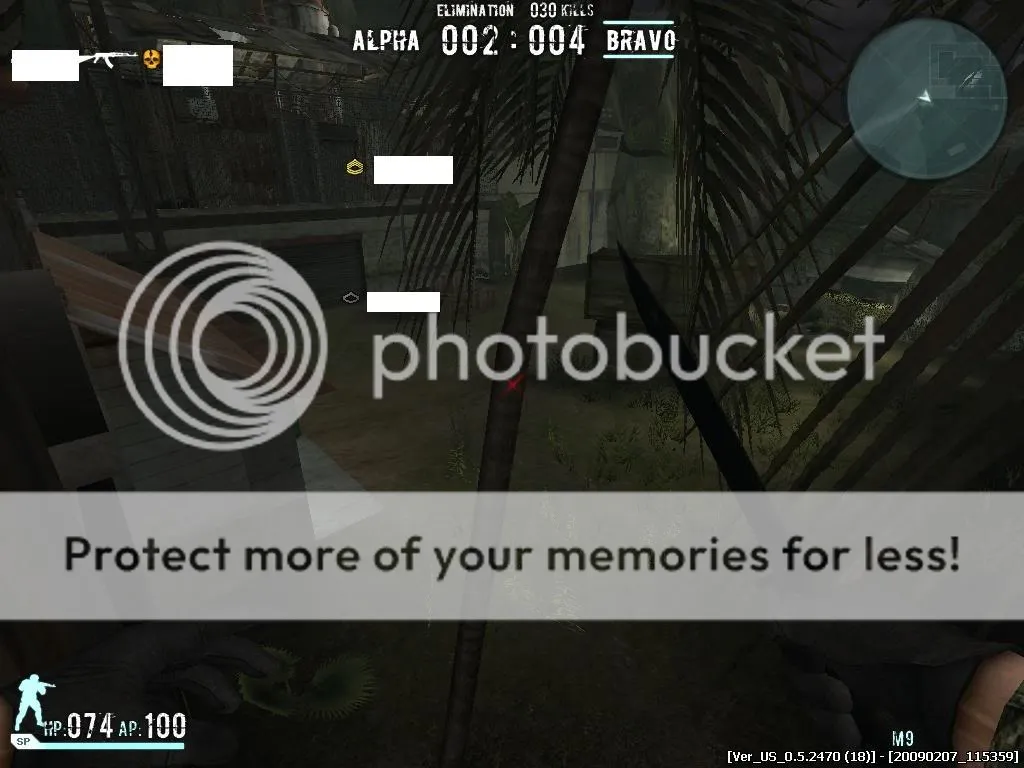 ELIMINATION 030 KILLS
ALPHA 002 : 004 BRAVO
photobucket
Protect more of your memories for less!
HP:074 AP:100
SP
M9
[Ver_US_0.5.2470 (18)] - [20090207_115359]